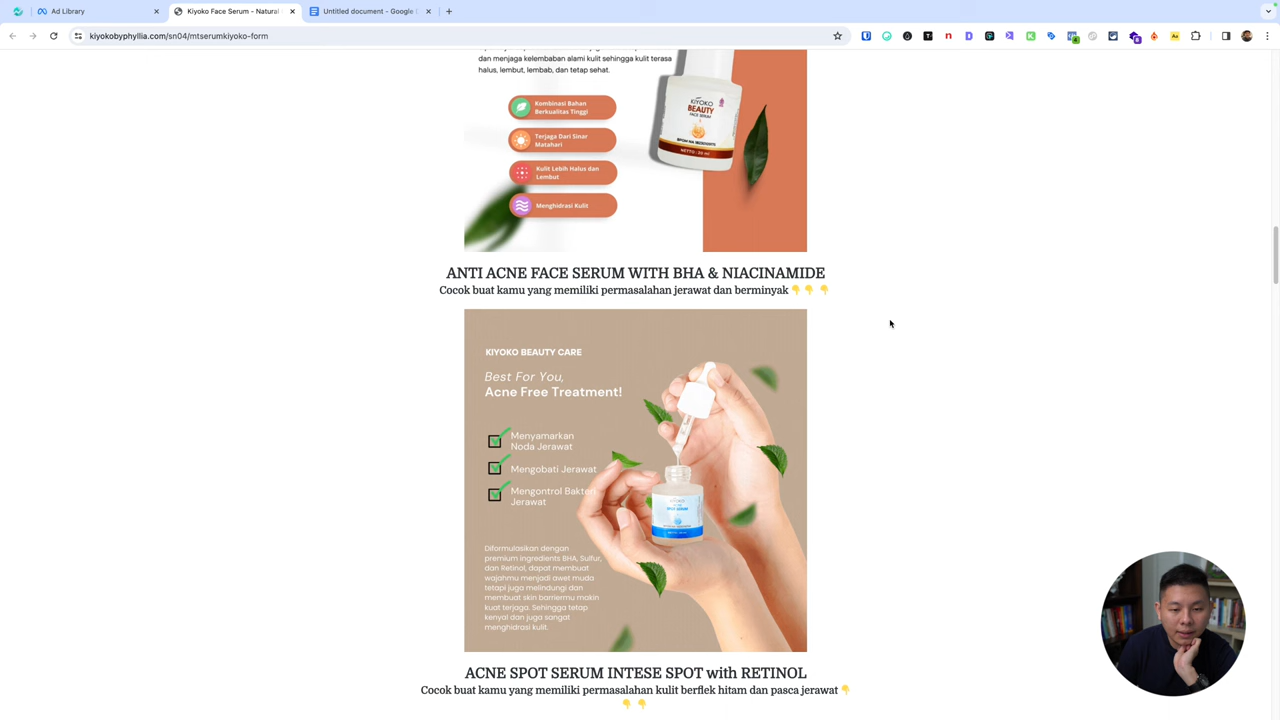 Ad Library
Kiyoko Face Serum - Natural
Untitled document - Google
kiyokobyphyllia.com/sn04/mtserumkiyoko-form
dan menjaga kelembaban alami kulit sehingga kulit terasa
halus, lembut, lembab, dan tetap sehat.
Kombinasi Bahan
Berkualitas Tinggi
Terjaga Dari Sinar
Matahari
Kulit Lebih Halus dan
Lembut
Menghidrasi Kulit
KIYOKO
BEAUTY
FACE SERUM
ANTI ACNE FACE SERUM WITH BHA & NIACINAMIDE
Cocok buat kamu yang memiliki permasalahan jerawat dan berminyak 👇👇👇
KIYOKO BEAUTY CARE
Best For You,
Acne Free Treatment!
Menyamarkan
Noda Jerawat
Mengobati Jerawat
Mengontrol Bakteri
Jerawat
Diformulasikan dengan
premium ingredients BHA, Sulfur,
dan Retinol, dapat membuat
wajahmu menjadi awet muda
tetapi juga melindungi dan
membuat skin barriermu makin
kuat terjaga. Sehingga tetap
kenyal dan juga sangat
menghidrasi kulit.
ACNE SPOT SERUM INTESE SPOT with RETINOL
Cocok buat kamu yang memiliki permasalahan kulit berflek hitam dan pasca jerawat 👇
👇👇